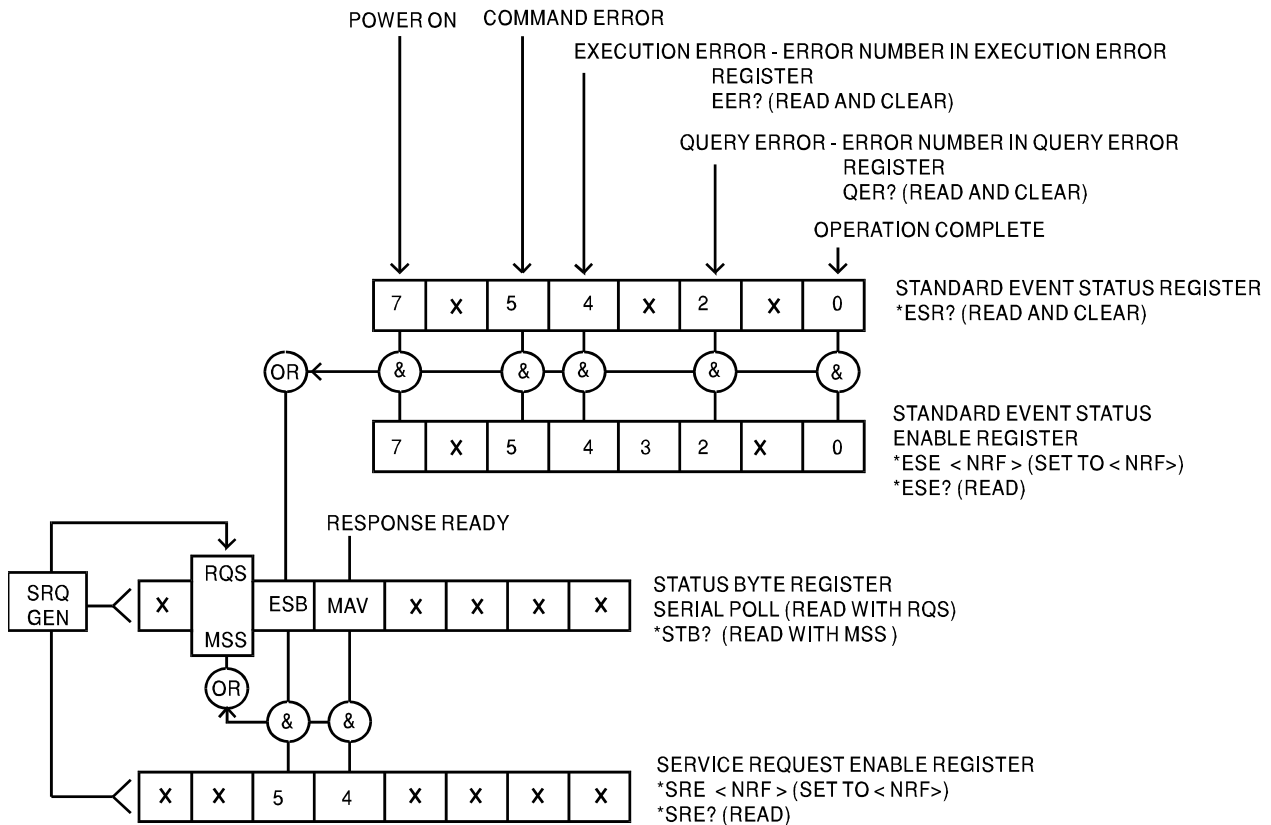 POWER ON COMMAND ERROR
EXECUTION ERROR - ERROR NUMBER IN EXECUTION ERROR
REGISTER
EER? (READ AND CLEAR)
QUERY ERROR - ERROR NUMBER IN QUERY ERROR
REGISTER
QER? (READ AND CLEAR)
OPERATION COMPLETE
7 X 5 4 X 2 X 0
STANDARD EVENT STATUS REGISTER
*ESR? (READ AND CLEAR)
OR & & & & &
7 X 5 4 3 2 X 0
STANDARD EVENT STATUS
ENABLE REGISTER
*ESE < NRF > (SET TO < NRF>)
*ESE? (READ)
RESPONSE READY
SRQ
GEN
X RQS MSS ESB MAV X X X X
STATUS BYTE REGISTER
SERIAL POLL (READ WITH RQS)
*STB? (READ WITH MSS )
OR
& &
X X 5 4 X X X X
SERVICE REQUEST ENABLE REGISTER
*SRE < NRF > (SET TO < NRF>)
*SRE? (READ)